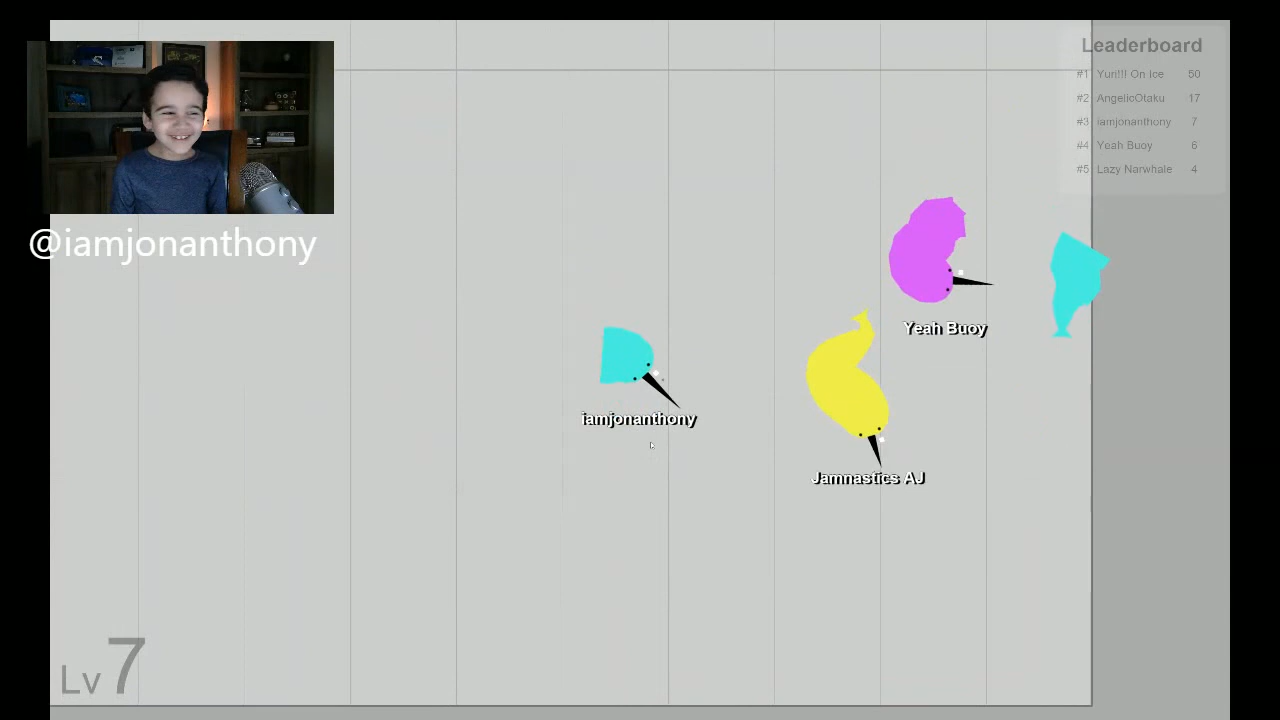 Leaderboard
#1 Yuri!!! On Ice 50
#2 AngelicOtaku 17
#3 iamjonanthony 7
#4 Yeah Buoy 6
#5 Lazy Narwhale 4
@iamjonanthony
Yeah Buoy
iamjonanthony
Jamnastics AJ
Lv 7